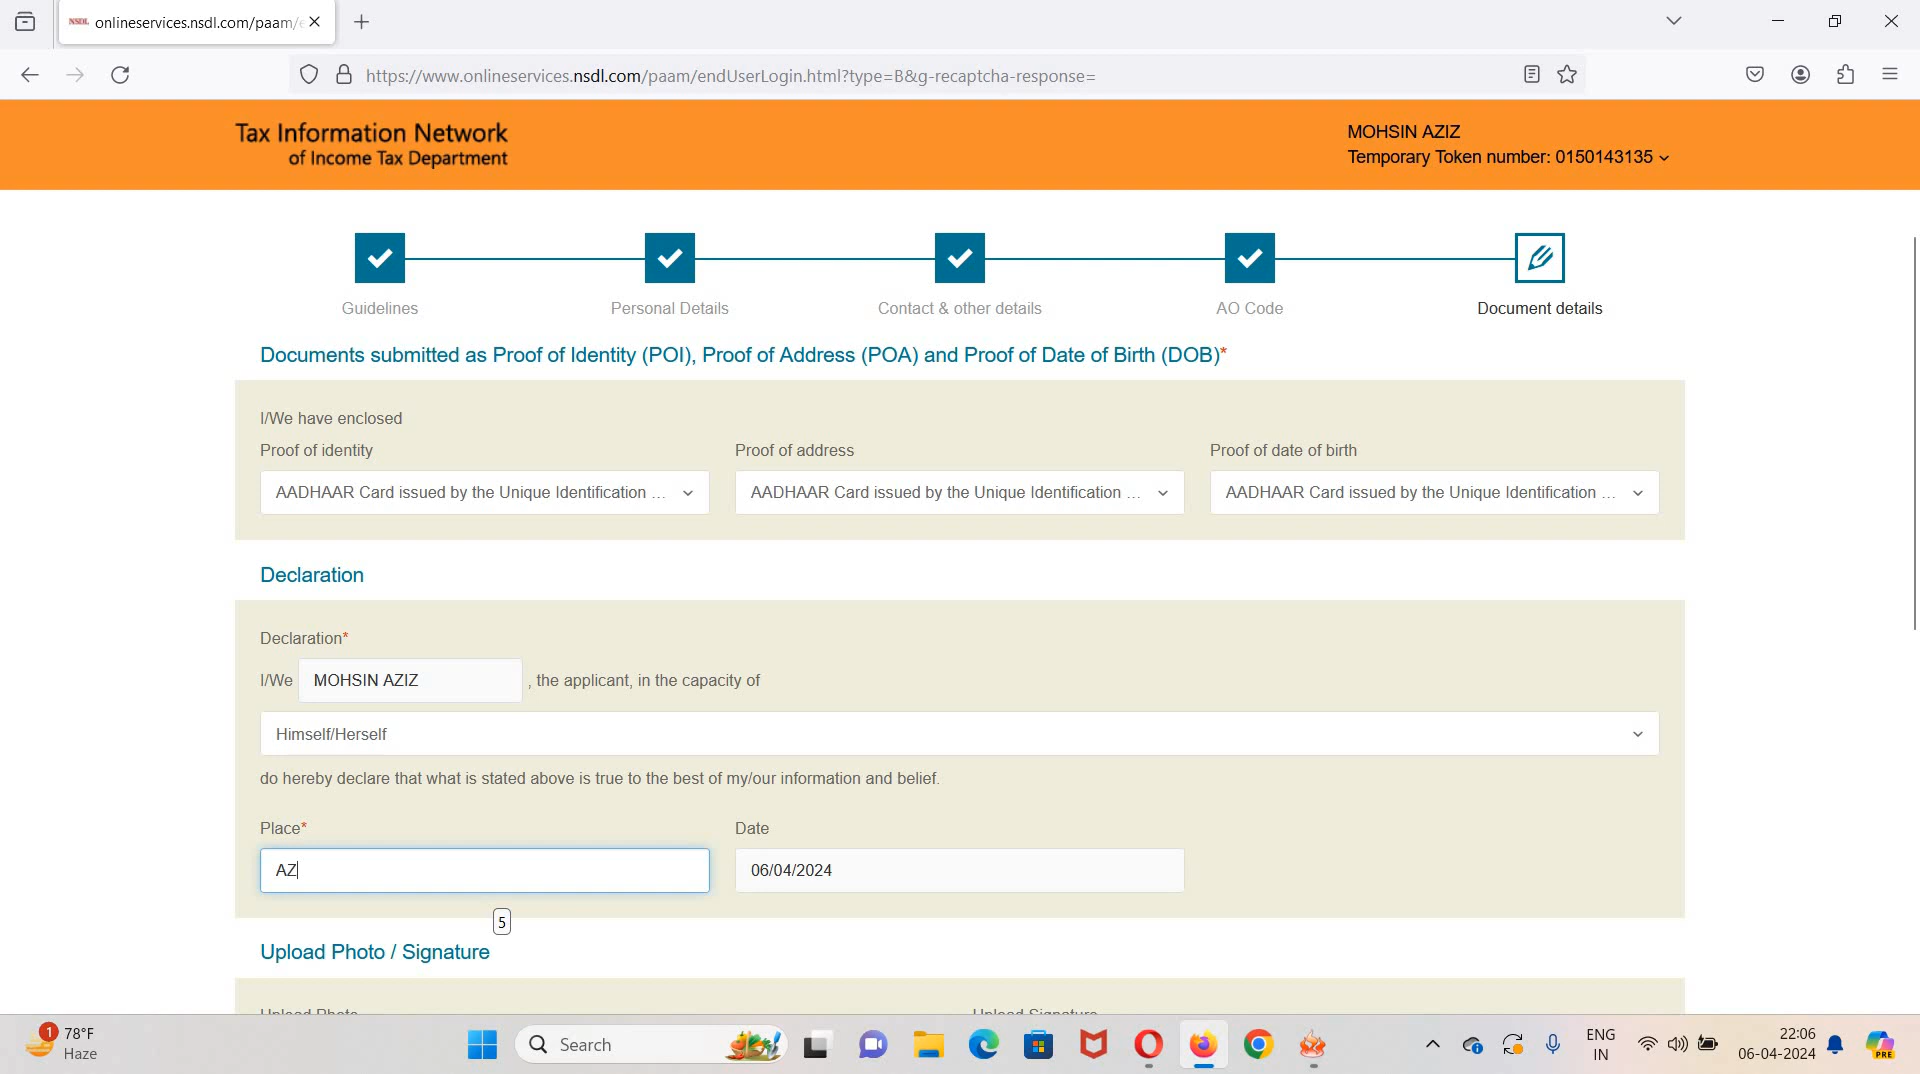 NSDL onlineservices.nsdl.com/paam/e
https://www.onlineservices.nsdl.com/paam/endUserLogin.html?type=B&g-recaptcha-response=
Tax Information Network
of Income Tax Department
MOHSIN AZIZ
Temporary Token number: 0150143135
Guidelines
Personal Details
Contact & other details
AO Code
Document details
Documents submitted as Proof of Identity (POI), Proof of Address (POA) and Proof of Date of Birth (DOB)*
I/We have enclosed
Proof of identity
Proof of address
Proof of date of birth
AADHAAR Card issued by the Unique Identification ...
AADHAAR Card issued by the Unique Identification ...
AADHAAR Card issued by the Unique Identification ...
Declaration
Declaration*
I/We MOHSIN AZIZ , the applicant, in the capacity of
Himself/Herself
do hereby declare that what is stated above is true to the best of my/our information and belief.
Place*
Date
AZ
06/04/2024
5
Upload Photo / Signature
Upload Photo
Upload Signature
1
78°F
Haze
Search
ENG
IN
22:06
06-04-2024
PRE